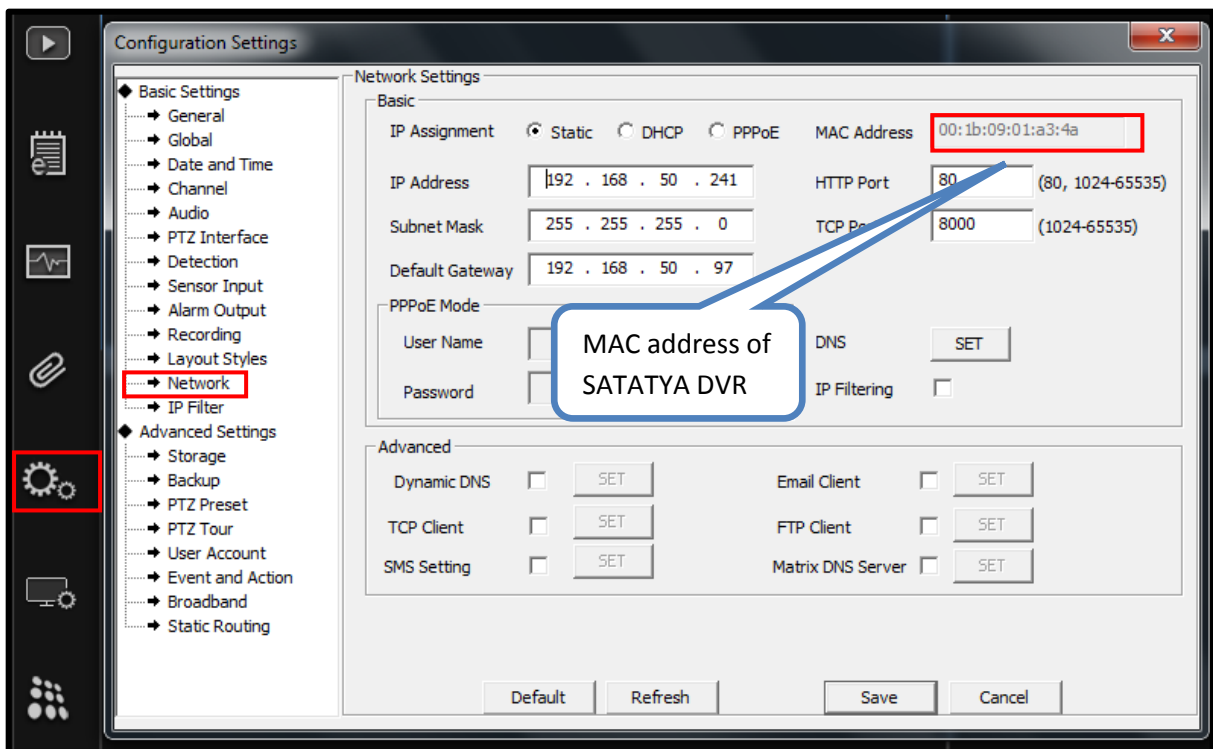 Configuration Settings
Basic Settings
General
Global
Date and Time
Channel
Audio
PTZ Interface
Detection
Sensor Input
Alarm Output
Recording
Layout Styles
Network
IP Filter
Advanced Settings
Storage
Backup
PTZ Preset
PTZ Tour
User Account
Event and Action
Broadband
Static Routing
Network Settings
Basic
IP Assignment Static DHCP PPPoE MAC Address 00:1b:09:01:a3:4a
IP Address 192 . 168 . 50 . 241 HTTP Port 80 (80, 1024-65535)
Subnet Mask 255 . 255 . 255 . 0 TCP 8000 (1024-65535)
Default Gateway 192 . 168 . 50 . 97
PPPoE Mode
User Name DNS SET
Password IP Filtering
MAC address of
SATATYA DVR
Advanced
Dynamic DNS SET Email Client SET
TCP Client SET FTP Client SET
SMS Setting SET Matrix DNS Server SET
Default Refresh Save Cancel